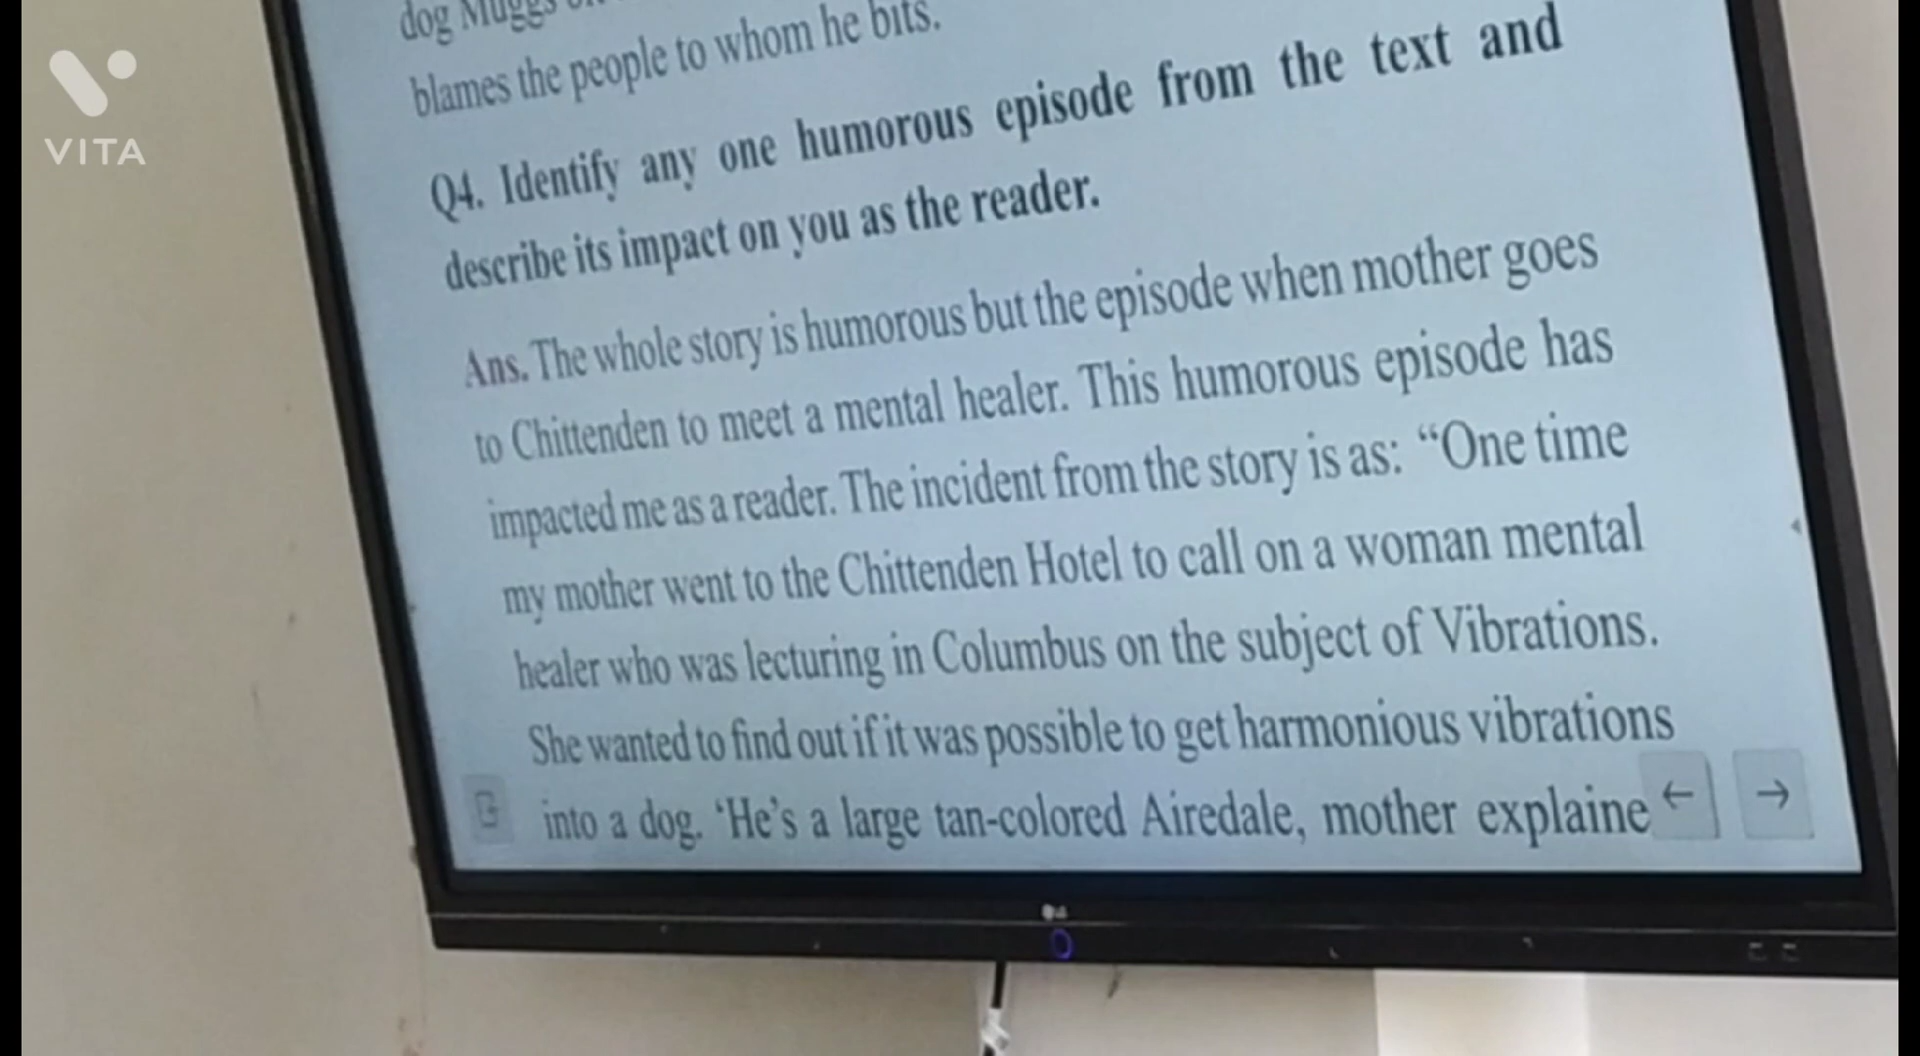 dog Muggs
blames the people to whom he bits.
Q4. Identify any one humorous episode from the text and
describe its impact on you as the reader.
Ans. The whole story is humorous but the episode when mother goes
to Chittenden to meet a mental healer. This humorous episode has
impacted me as a reader. The incident from the story is as: “One time
my mother went to the Chittenden Hotel to call on a woman mental
healer who was lecturing in Columbus on the subject of Vibrations.
She wanted to find out if it was possible to get harmonious vibrations
into a dog. ‘He’s a large tan-colored Airedale, mother explaine
VITA